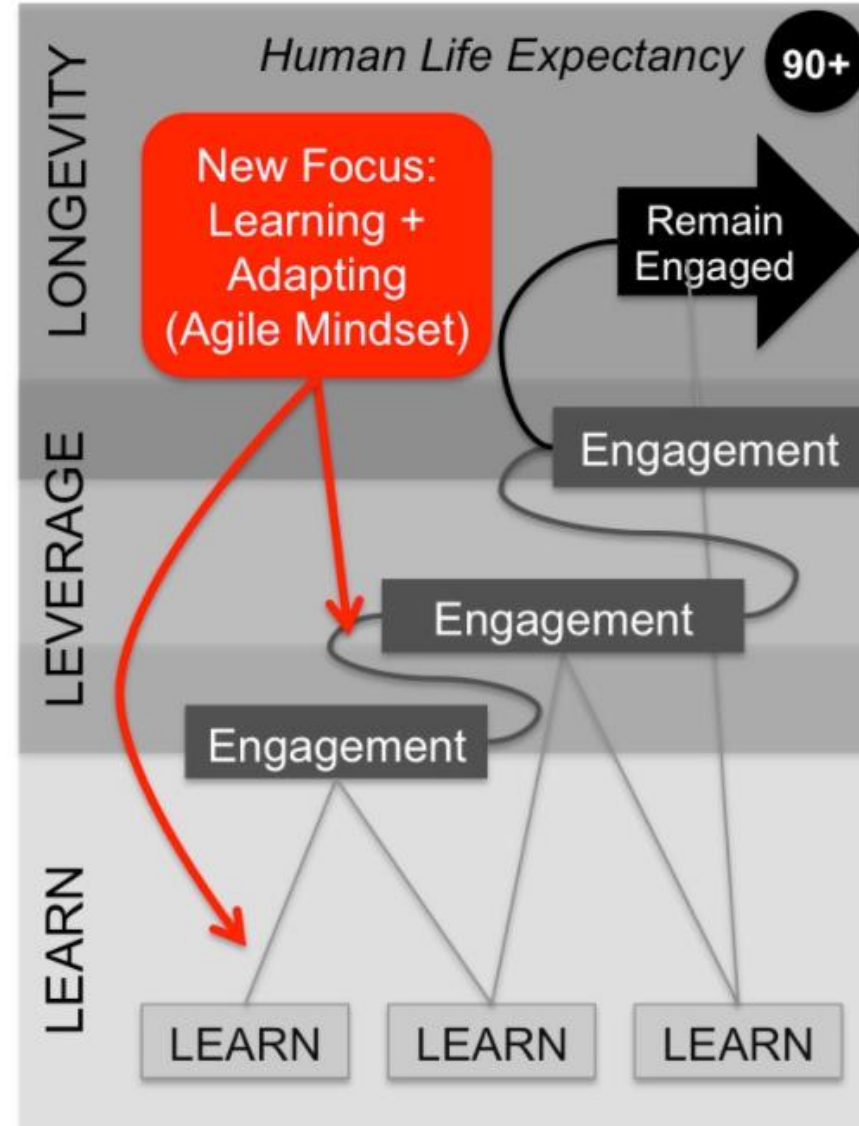 Human Life Expectancy
90+
LONGEVITY
New Focus:
Learning +
Adapting
(Agile Mindset)
Remain
Engaged
LEVERAGE
Engagement
Engagement
Engagement
LEARN
LEARN
LEARN
LEARN